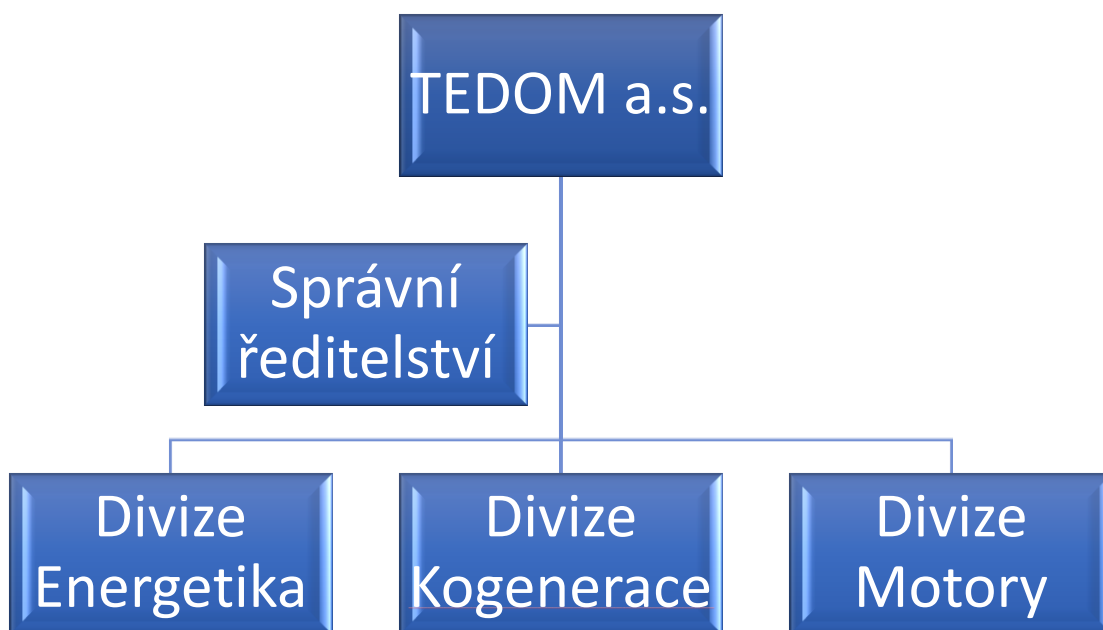 TEDOM a.s.
Správní
ředitelství
Divize
Energetika
Divize
Kogenerace
Divize
Motory